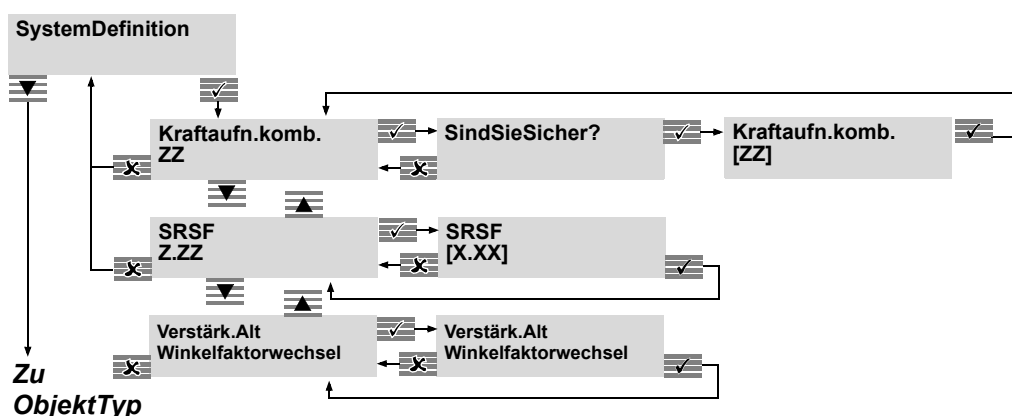 SystemDefinition
Kraftaufn.komb.
ZZ
SindSieSicher?
Kraftaufn.komb.
[ZZ]
SRSF
Z.ZZ
SRSF
[X.XX]
Verstärk.Alt
Winkelfaktorwechsel
Verstärk.Alt
Winkelfaktorwechsel
Zu
ObjektTyp